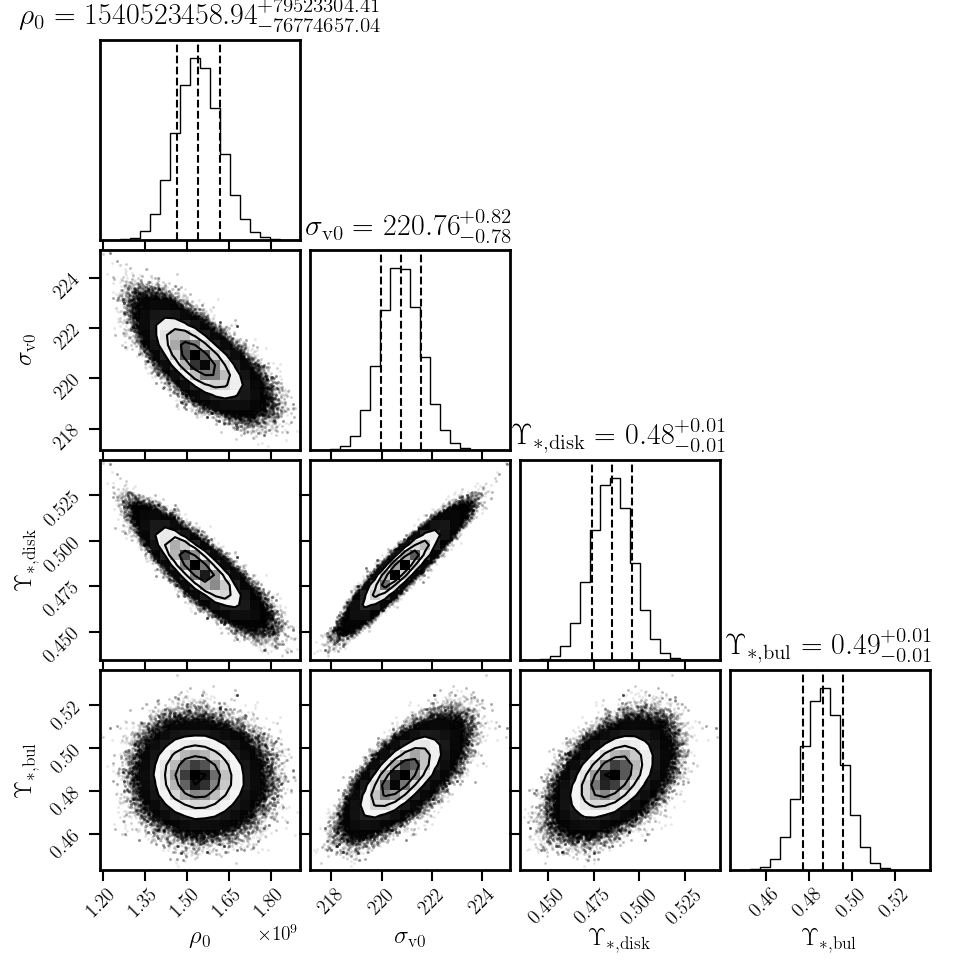 ρ₀ = 1540523458.94⁺⁷⁹⁵²³³⁰⁴·⁴¹₋₇₆₇₇₄₆₅₇.₀₄
σᵥ₀ = 220.76⁺⁰·⁸²₋₀.₇₈
224
222
220
218
σᵥ₀
ϒ*,disk = 0.48⁺⁰·⁰¹₋₀.₀₁
0.525
0.500
0.475
0.450
ϒ*,disk
ϒ*,bul = 0.49⁺⁰·⁰¹₋₀.₀₁
0.52
0.50
0.48
0.46
ϒ*,bul
1.20 1.35 1.50 1.65 1.80
218 220 222 224
0.450 0.475 0.500 0.525
0.46 0.48 0.50 0.52
ρ₀ ×10⁹
σᵥ₀
ϒ*,disk
ϒ*,bul